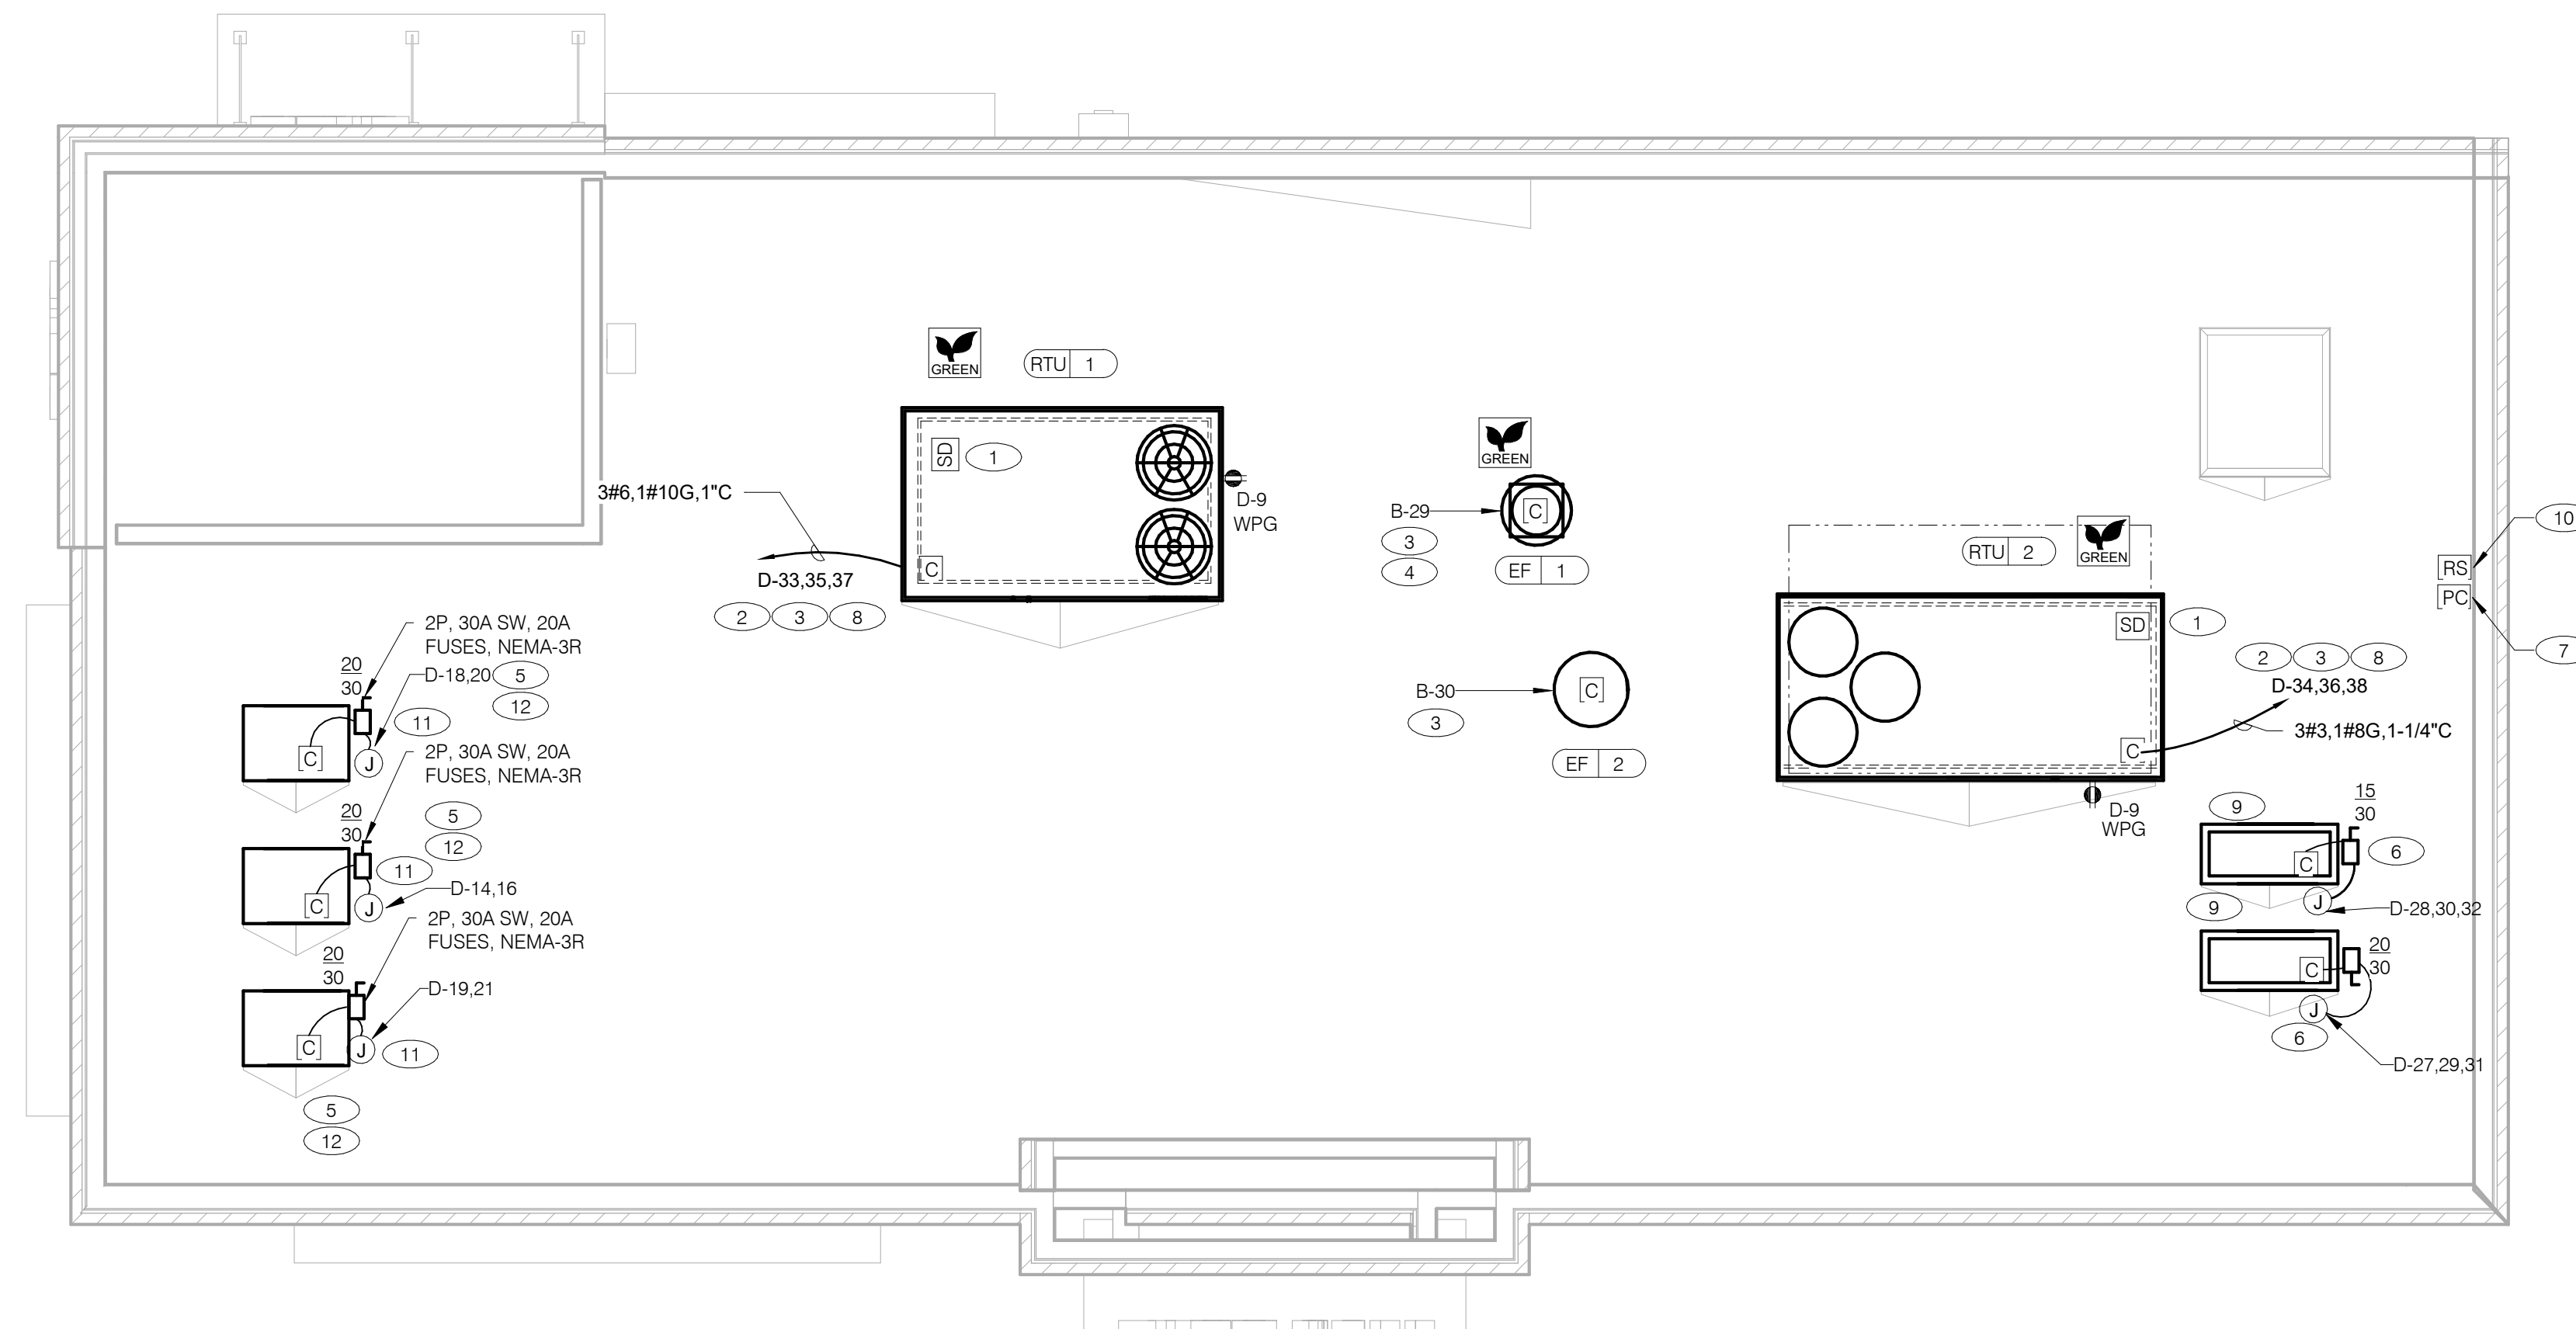 GREEN
RTU 1
SD
1
3#6,1#10G,1"C
D-9
WPG
C
D-33,35,37
2 3 8
GREEN
B-29
C
3
4
EF 1
B-30
C
3
EF 2
RTU 2
GREEN
SD
1
2 3 8
D-34,36,38
3#3,1#8G,1-1/4"C
C
D-9
WPG
10
RS
PC
7
2P, 30A SW, 20A
FUSES, NEMA-3R
20
30
D-18,20
5
12
11
C
J
2P, 30A SW, 20A
FUSES, NEMA-3R
20
30
5
12
11
C
J
D-14,16
2P, 30A SW, 20A
FUSES, NEMA-3R
20
30
D-19,21
C
J
11
5
12
9
15
30
C
6
9
J
D-28,30,32
20
30
C
J
6
D-27,29,31